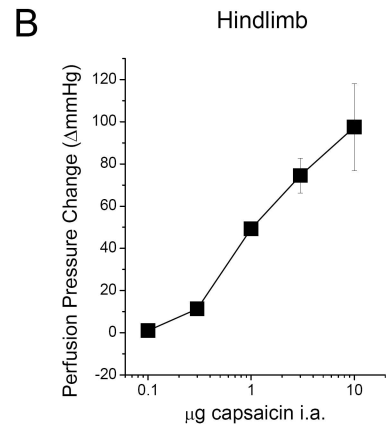 B
Hindlimb
Perfusion Pressure Change (ΔmmHg)
120
100
80
60
40
20
0
-20
0.1
1
10
μg capsaicin i.a.